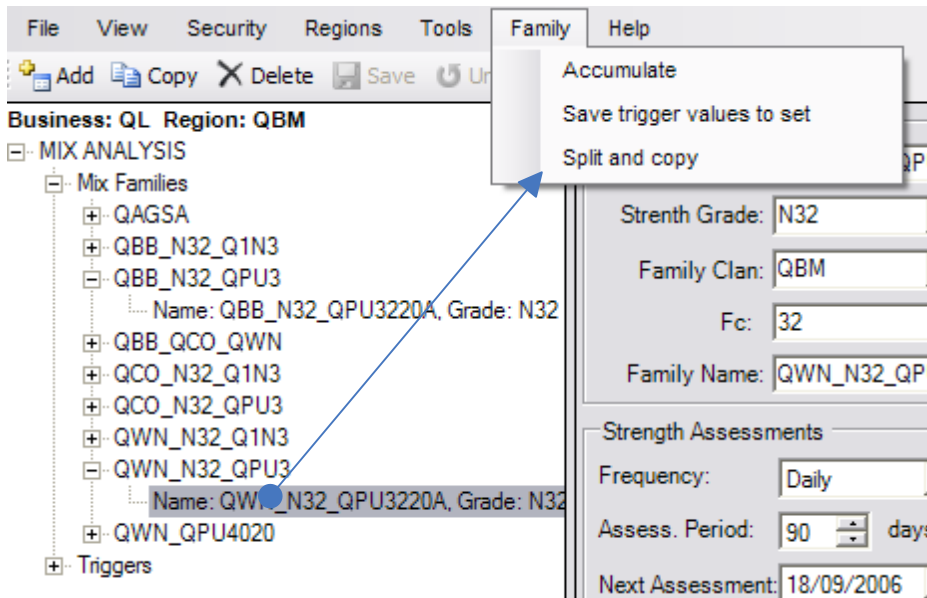 File View Security Regions Tools Family Help
Add Copy Delete Save Un
Accumulate
Save trigger values to set
Split and copy
Business: QL Region: QBM
MIX ANALYSIS
Mix Families
QAGSA
QBB_N32_Q1N3
QBB_N32_QPU3
Name: QBB_N32_QPU3220A, Grade: N32
QBB_QCO_QWN
QCO_N32_Q1N3
QCO_N32_QPU3
QWN_N32_Q1N3
QWN_N32_QPU3
Name: QWN_N32_QPU3220A, Grade: N32
QWN_QPU4020
Triggers
QP
Strenth Grade: N32
Family Clan: QBM
Fc: 32
Family Name: QWN_N32_QP
Strength Assessments
Frequency: Daily
Assess. Period: 90 days
Next Assessment: 18/09/2006